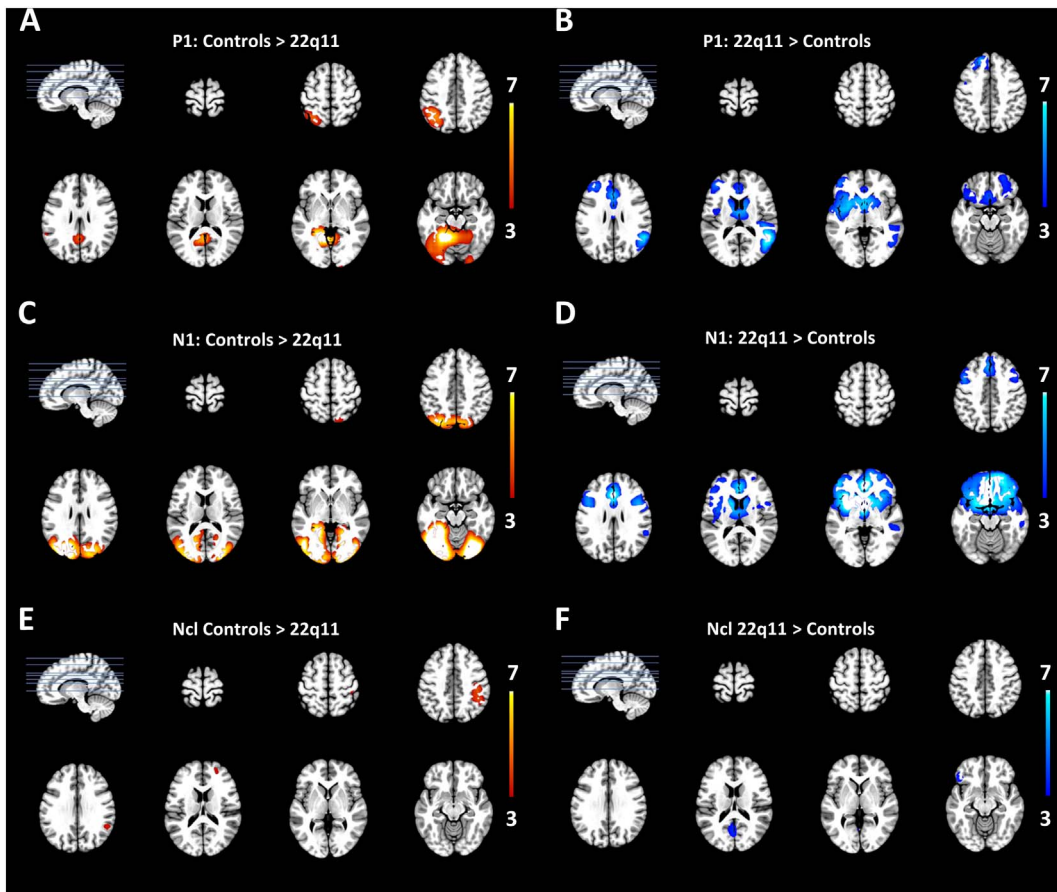 A
P1: Controls > 22q11
7
3
B
P1: 22q11 > Controls
7
3
C
N1: Controls > 22q11
7
3
D
N1: 22q11 > Controls
7
3
E
Ncl Controls > 22q11
7
3
F
Ncl 22q11 > Controls
7
3